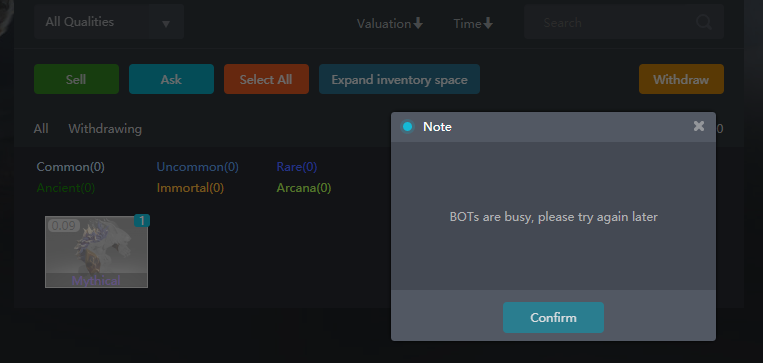 All Qualities
Valuation
Time
Search
Sell
Ask
Select All
Expand inventory space
Withdraw
All
Withdrawing
0
Common(0)
Uncommon(0)
Rare(0)
Ancient(0)
Immortal(0)
Arcana(0)
0.09
1
Mythical
Note
BOTs are busy, please try again later
Confirm